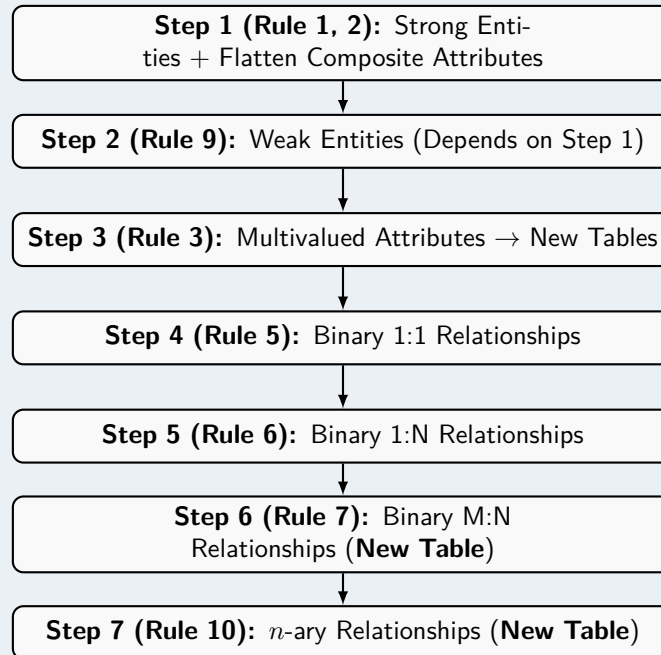 Step 1 (Rule 1, 2): Strong Enti-
ties + Flatten Composite Attributes
Step 2 (Rule 9): Weak Entities (Depends on Step 1)
Step 3 (Rule 3): Multivalued Attributes → New Tables
Step 4 (Rule 5): Binary 1:1 Relationships
Step 5 (Rule 6): Binary 1:N Relationships
Step 6 (Rule 7): Binary M:N
Relationships (New Table)
Step 7 (Rule 10): n-ary Relationships (New Table)